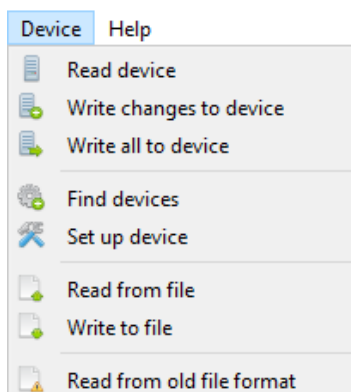 Device Help
Read device
Write changes to device
Write all to device
Find devices
Set up device
Read from file
Write to file
Read from old file format